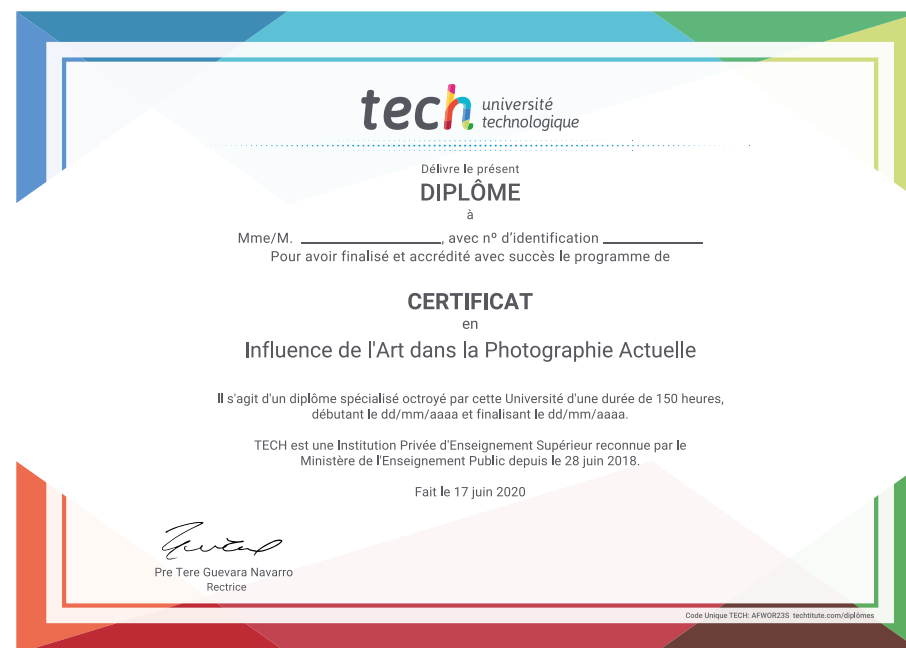 tech université
technologique
Délivre le présent
DIPLÔME
à
Mme/M. ____________________, avec nº d'identification ______________
Pour avoir finalisé et accrédité avec succès le programme de
CERTIFICAT
en
Influence de l'Art dans la Photographie Actuelle
Il s'agit d'un diplôme spécialisé octroyé par cette Université d'une durée de 150 heures,
débutant le dd/mm/aaaa et finalisant le dd/mm/aaaa.
TECH est une Institution Privée d'Enseignement Supérieur reconnue par le
Ministère de l'Enseignement Public depuis le 28 juin 2018.
Fait le 17 juin 2020
Pre Tere Guevara Navarro
Rectrice
Code Unique TECH: AFWOR23S techtitute.com/diplômes